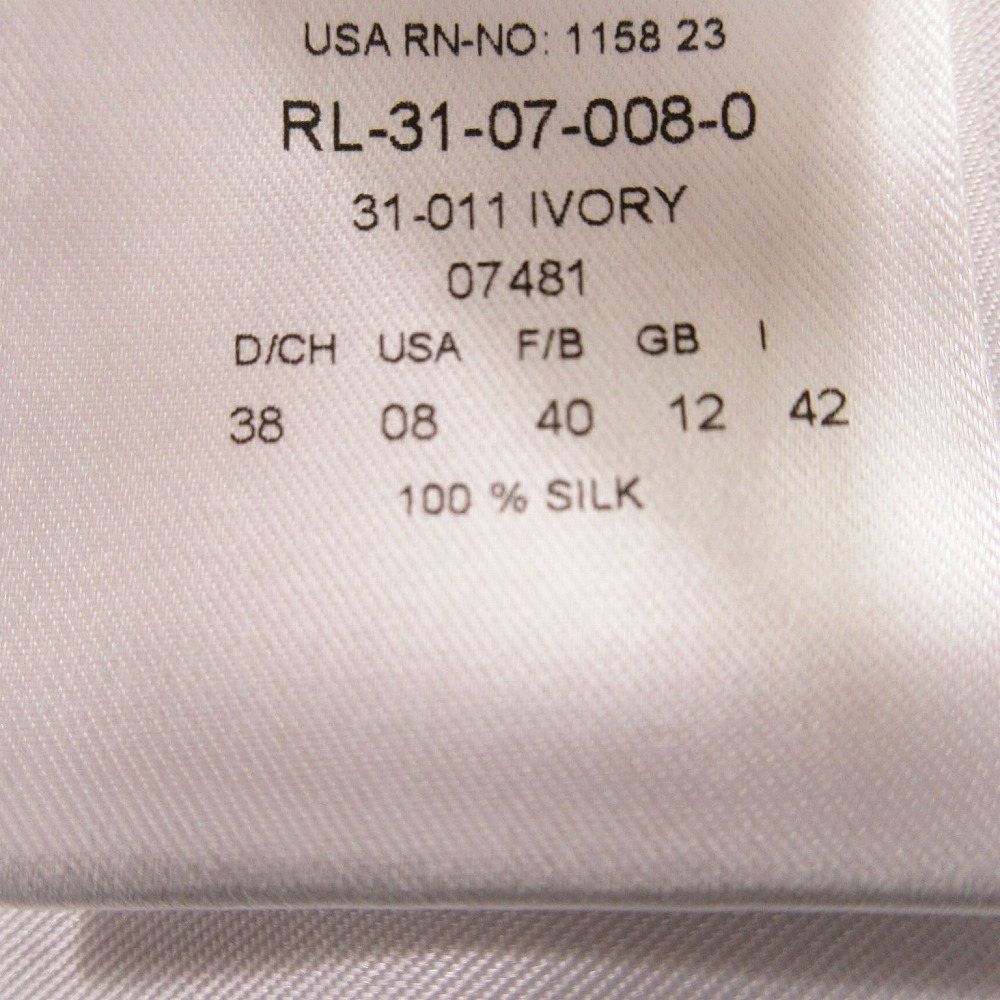 USA RN-NO: 1158 23
RL-31-07-008-0
31-011 IVORY
07481
D/CH USA F/B GB I
38 08 40 12 42
100 % SILK